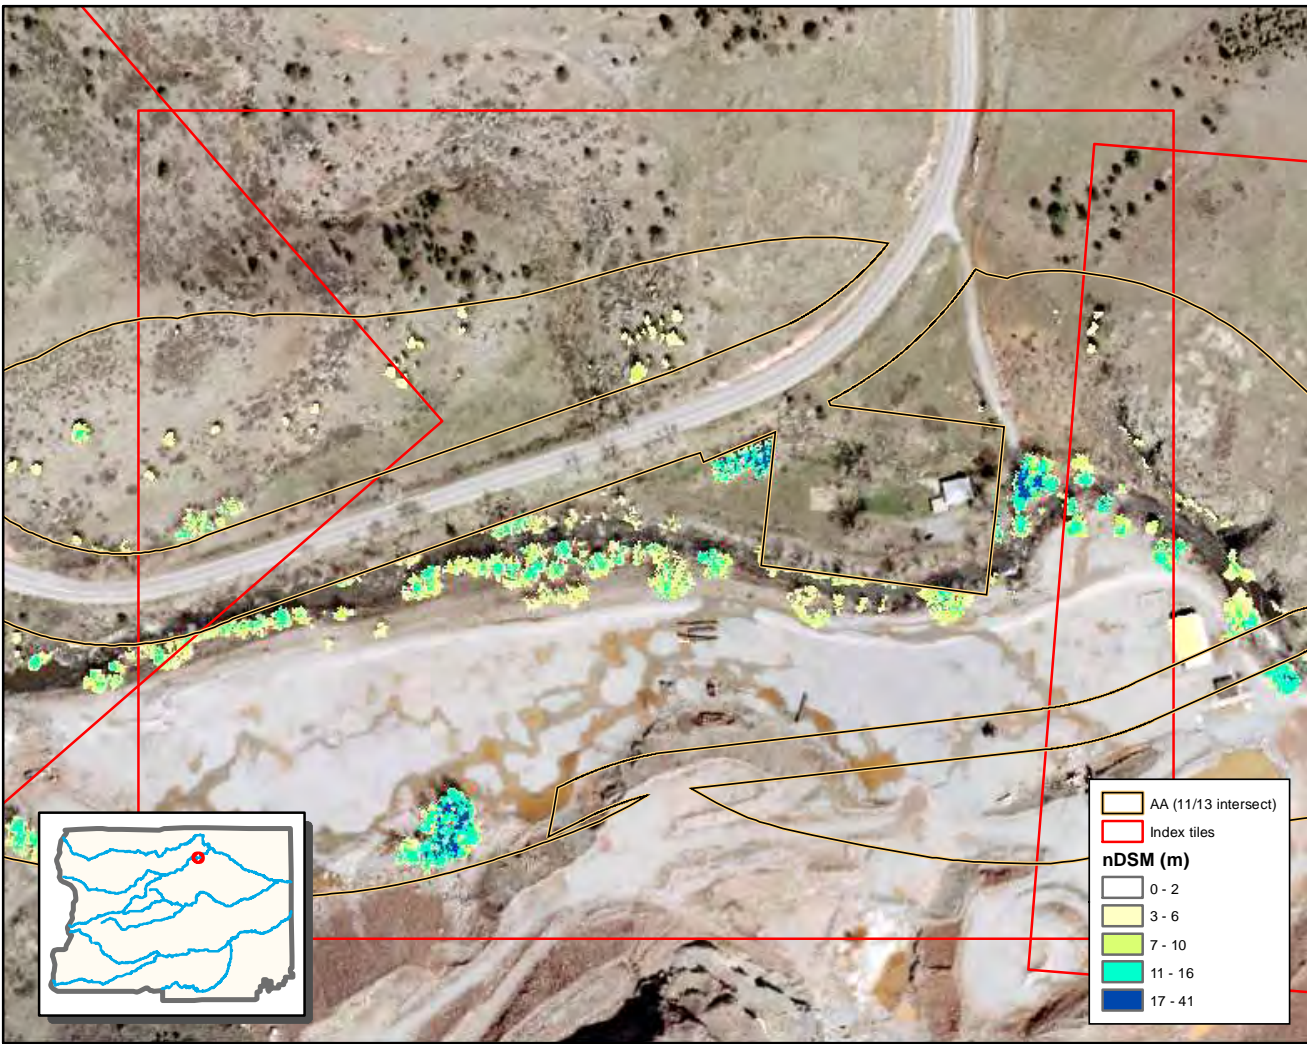 AA (11/13 intersect)
Index tiles
nDSM (m)
0 - 2
3 - 6
7 - 10
11 - 16
17 - 41